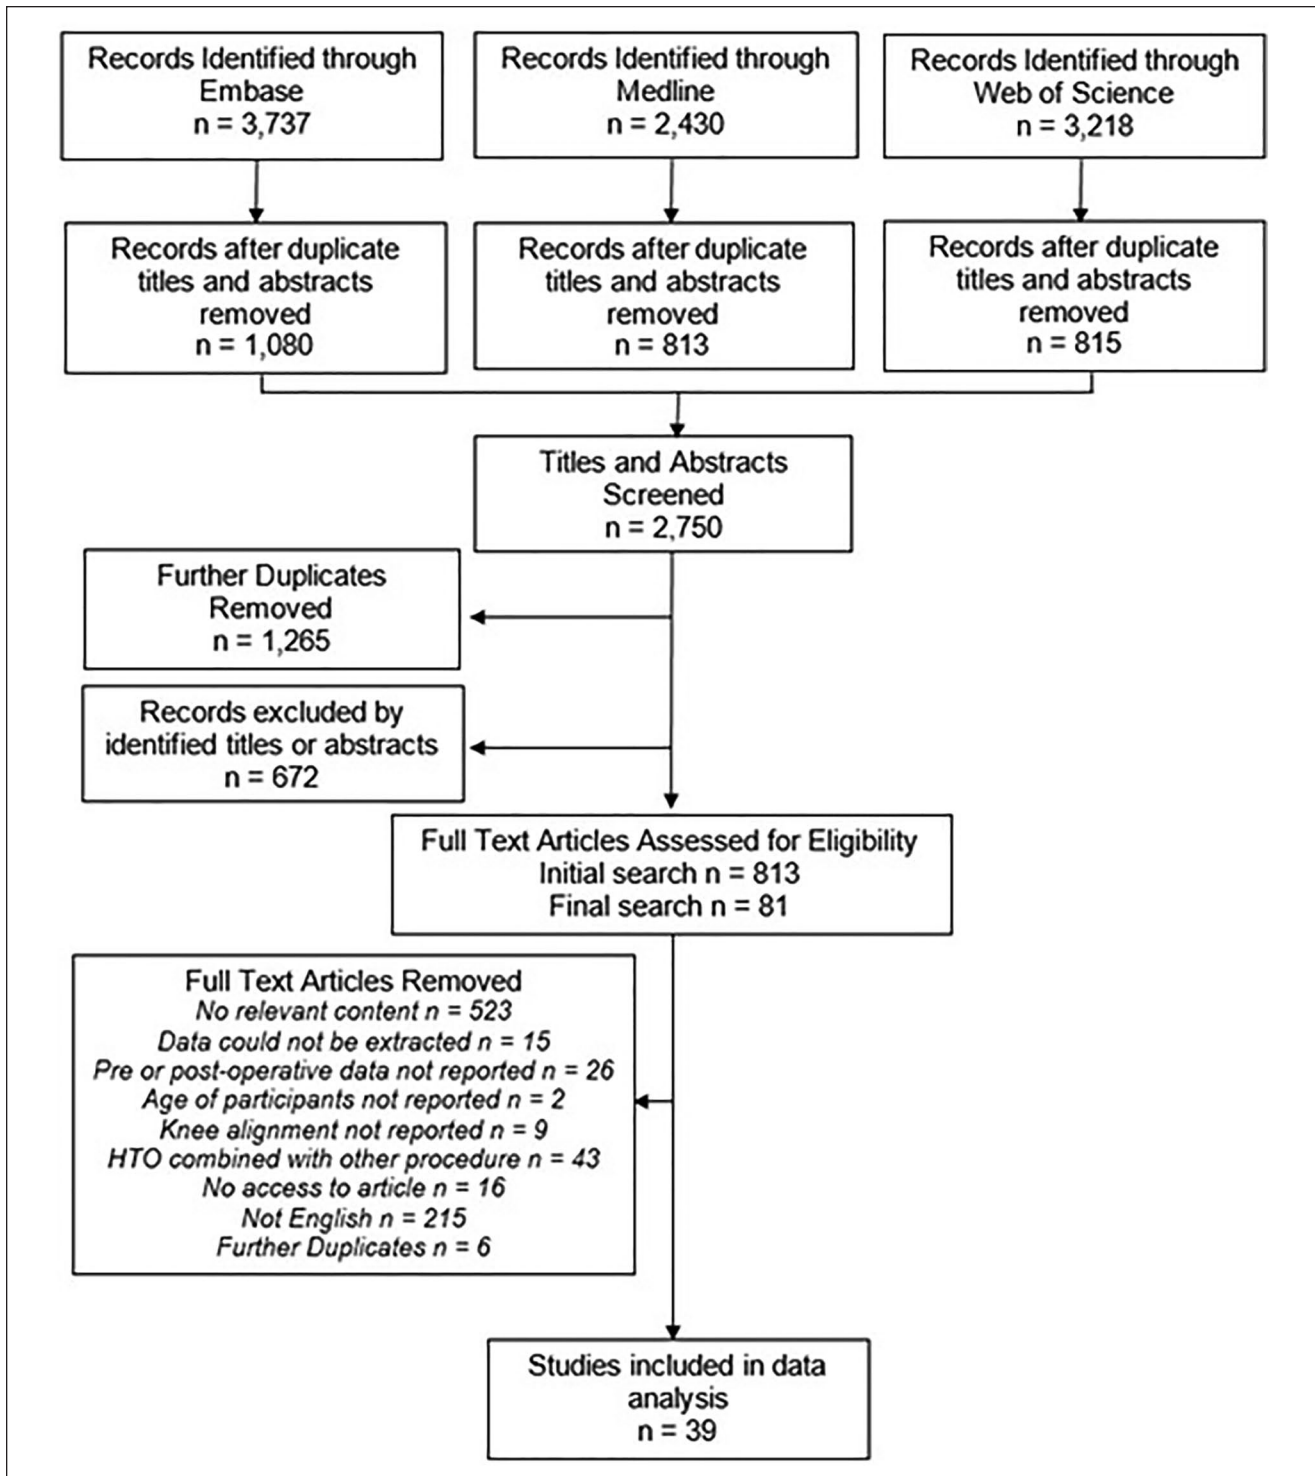 Records Identified through
Embase
n = 3,737
Records Identified through
Medline
n = 2,430
Records Identified through
Web of Science
n = 3,218
Records after duplicate
titles and abstracts
removed
n = 1,080
Records after duplicate
titles and abstracts
removed
n = 813
Records after duplicate
titles and abstracts
removed
n = 815
Titles and Abstracts
Screened
n = 2,750
Further Duplicates
Removed
n = 1,265
Records excluded by
identified titles or abstracts
n = 672
Full Text Articles Assessed for Eligibility
Initial search n = 813
Final search n = 81
Full Text Articles Removed
No relevant content n = 523
Data could not be extracted n = 15
Pre or post-operative data not reported n = 26
Age of participants not reported n = 2
Knee alignment not reported n = 9
HTO combined with other procedure n = 43
No access to article n = 16
Not English n = 215
Further Duplicates n = 6
Studies included in data
analysis
n = 39